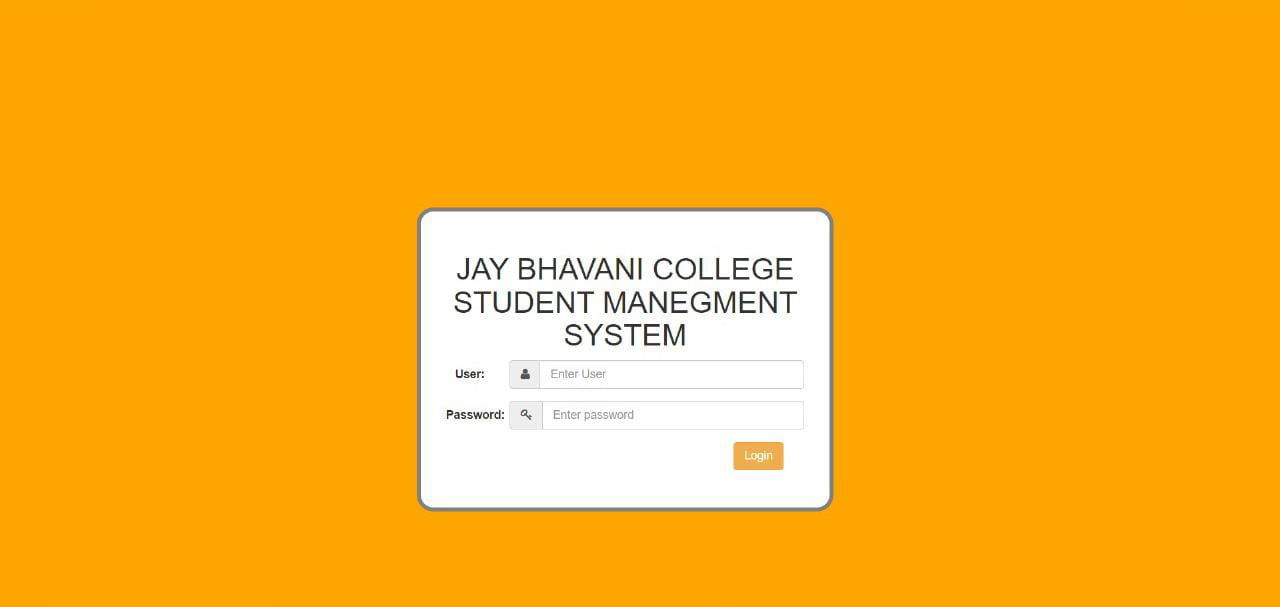 JAY BHAVANI COLLEGE
STUDENT MANEGMENT
SYSTEM
User: Enter User
Password: Enter password
Login